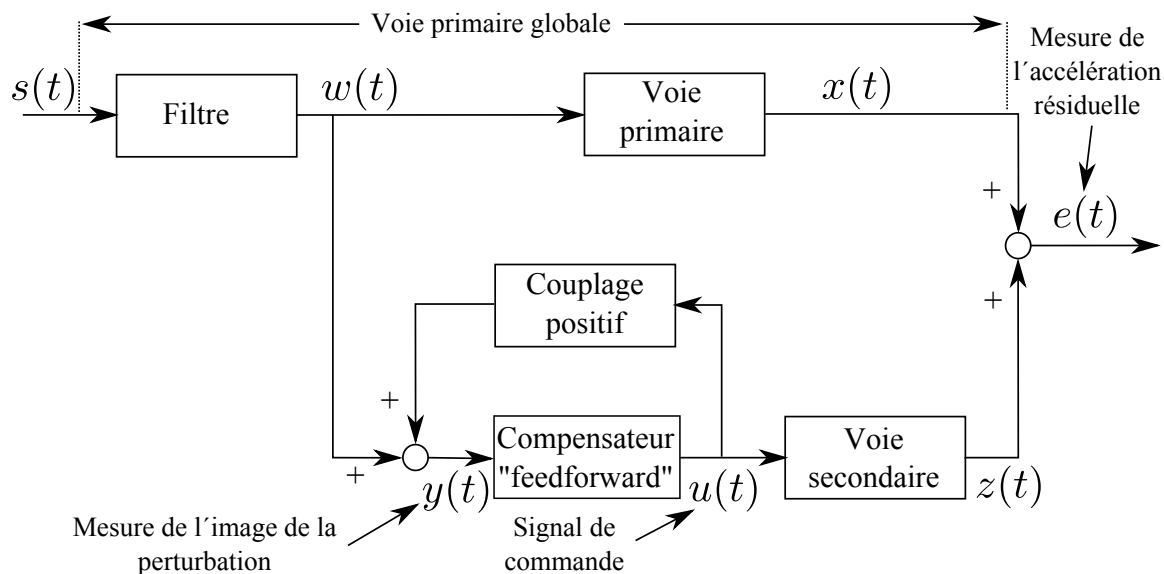 Voie primaire globale
s(t)
Filtre
w(t)
Voie
primaire
x(t)
Mesure de
l´accélération
résiduelle
+
e(t)
Couplage
positif
+
+
+
y(t)
Compensateur
"feedforward"
u(t)
Voie
secondaire
z(t)
Mesure de l´image de la
perturbation
Signal de
commande